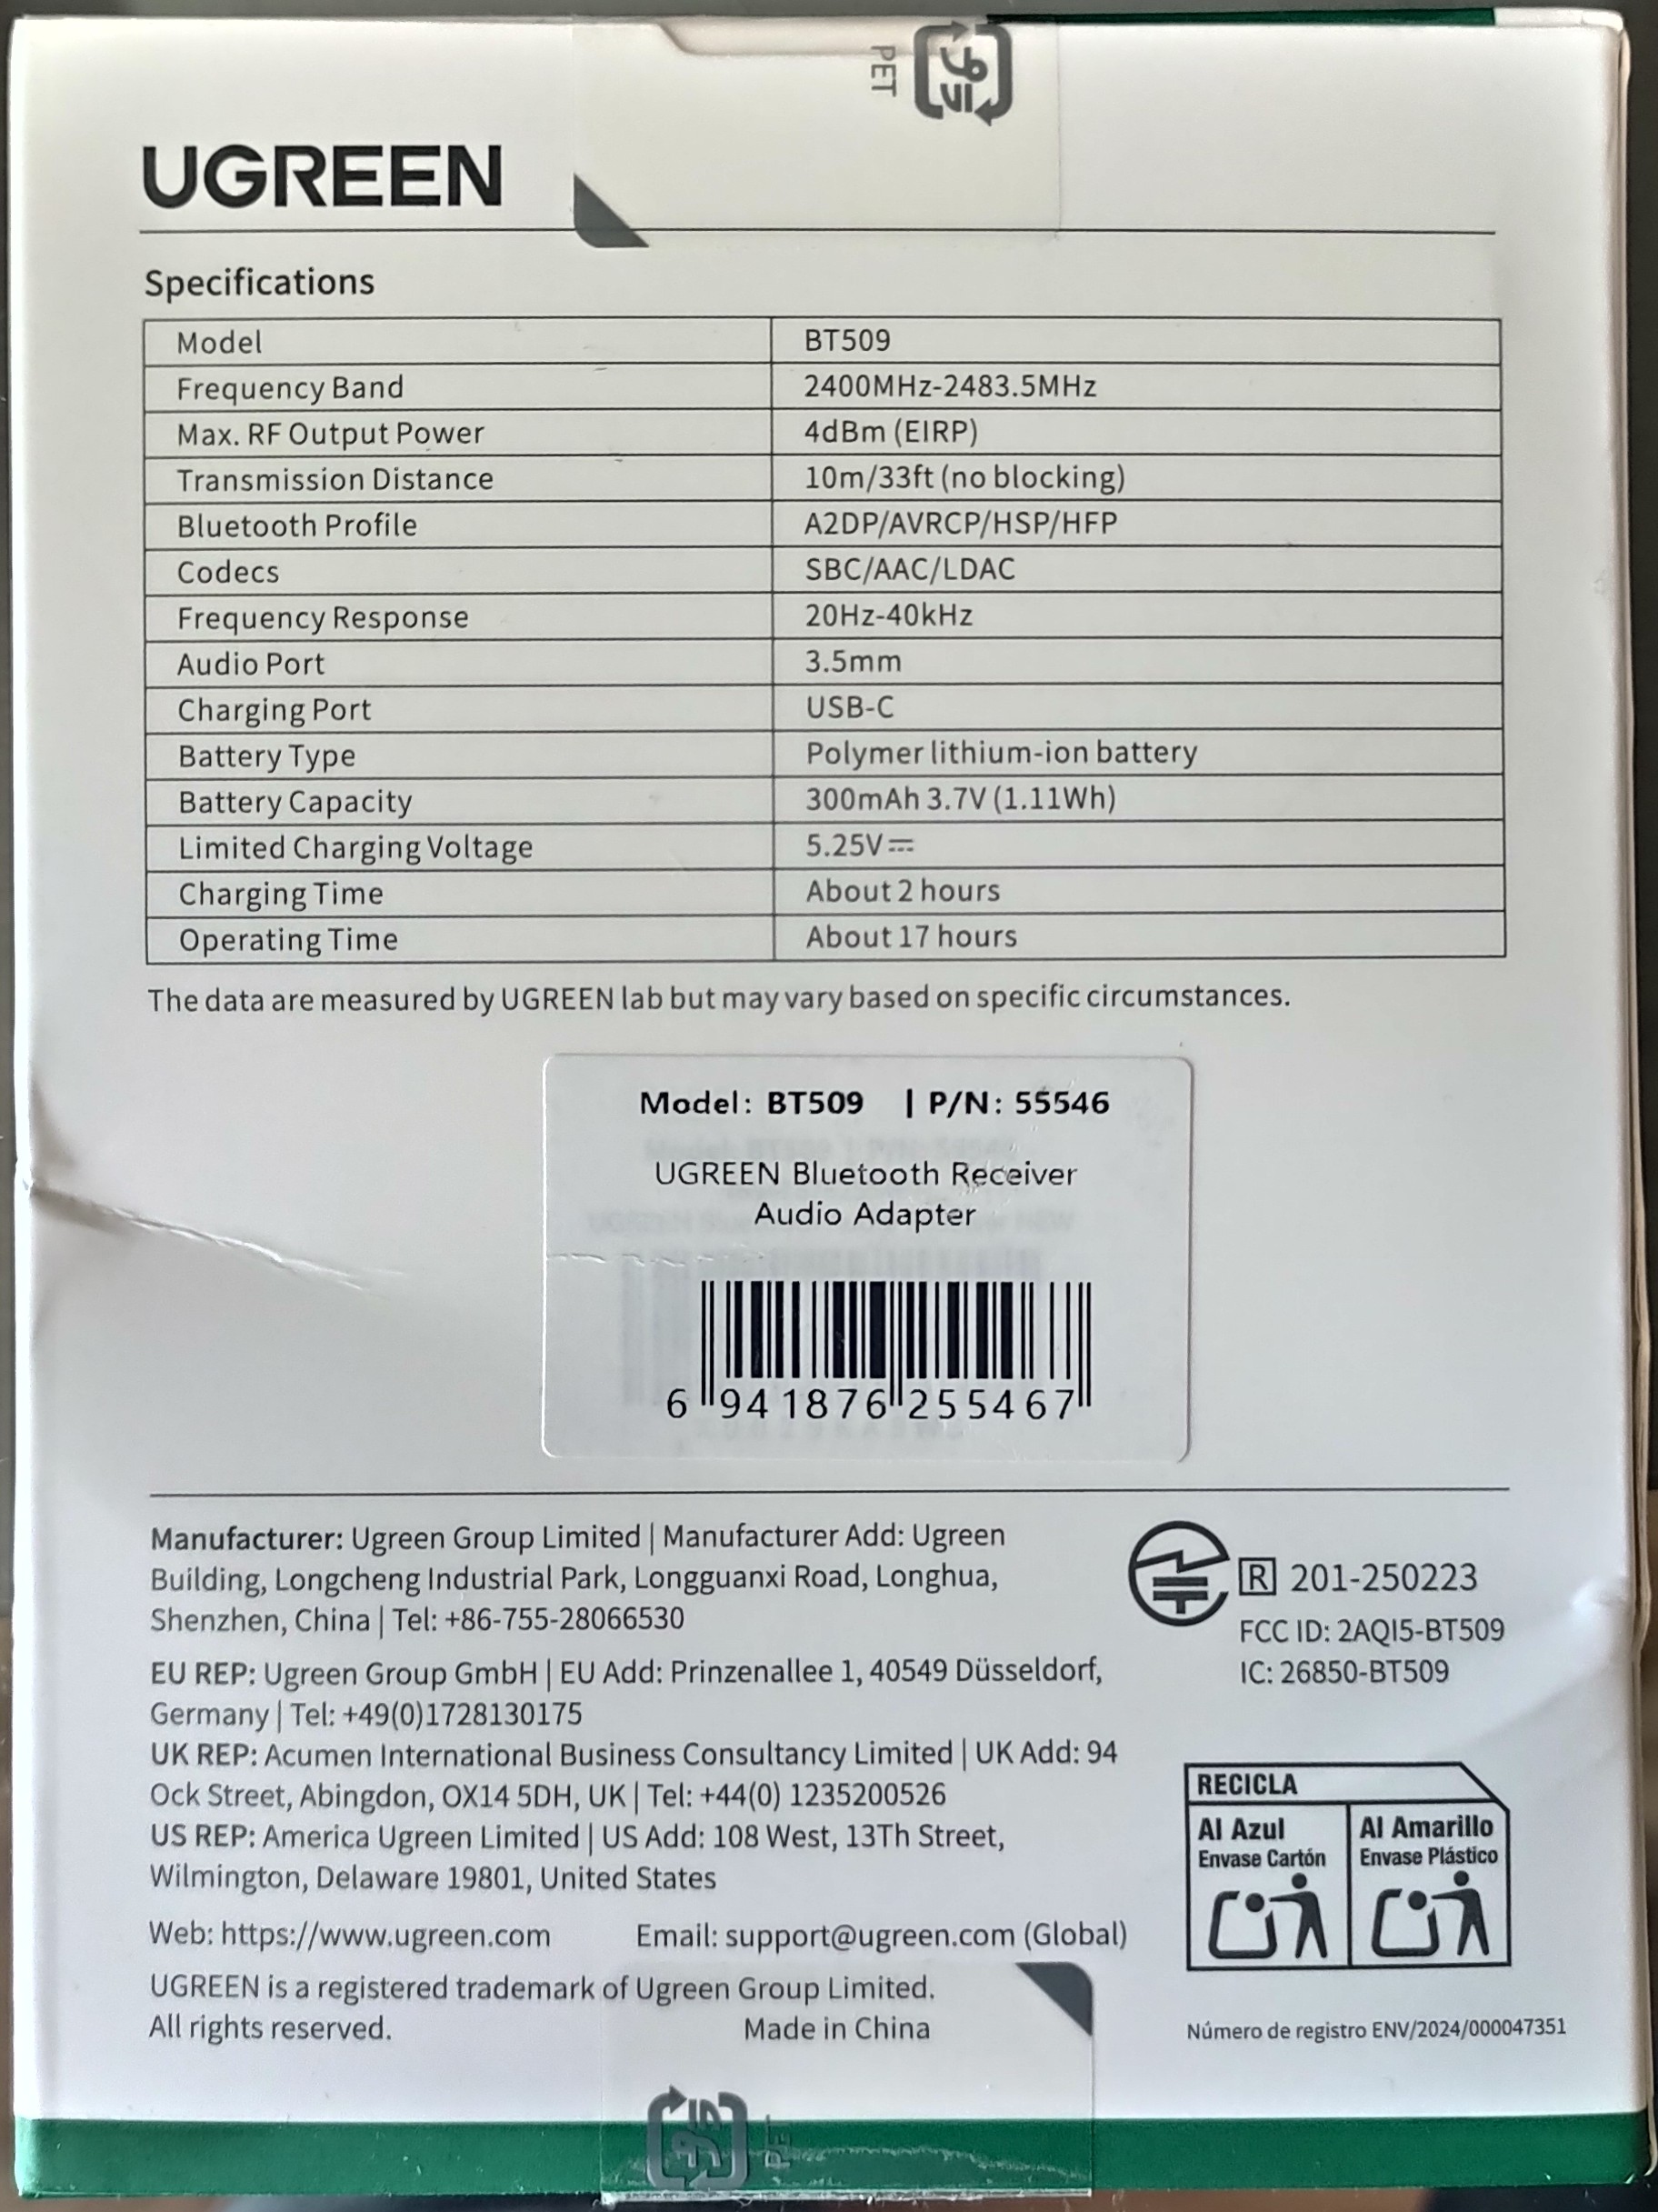 PET
プラ
UGREEN
Specifications
Model BT509
Frequency Band 2400MHz-2483.5MHz
Max. RF Output Power 4dBm (EIRP)
Transmission Distance 10m/33ft (no blocking)
Bluetooth Profile A2DP/AVRCP/HSP/HFP
Codecs SBC/AAC/LDAC
Frequency Response 20Hz-40kHz
Audio Port 3.5mm
Charging Port USB-C
Battery Type Polymer lithium-ion battery
Battery Capacity 300mAh 3.7V (1.11Wh)
Limited Charging Voltage 5.25V⎓
Charging Time About 2 hours
Operating Time About 17 hours
The data are measured by UGREEN lab but may vary based on specific circumstances.
Model: BT509 | P/N: 55546
UGREEN Bluetooth Receiver
Audio Adapter
6 941876 255467
Manufacturer: Ugreen Group Limited | Manufacturer Add: Ugreen
Building, Longcheng Industrial Park, Longguanxi Road, Longhua,
Shenzhen, China | Tel: +86-755-28066530
R 201-250223
FCC ID: 2AQI5-BT509
IC: 26850-BT509
EU REP: Ugreen Group GmbH | EU Add: Prinzenallee 1, 40549 Düsseldorf,
Germany | Tel: +49(0)1728130175
UK REP: Acumen International Business Consultancy Limited | UK Add: 94
Ock Street, Abingdon, OX14 5DH, UK | Tel: +44(0) 1235200526
US REP: America Ugreen Limited | US Add: 108 West, 13Th Street,
Wilmington, Delaware 19801, United States
Web: https://www.ugreen.com Email: support@ugreen.com (Global)
UGREEN is a registered trademark of Ugreen Group Limited.
All rights reserved. Made in China
RECICLA
Al Azul Al Amarillo
Envase Cartón Envase Plástico
Número de registro ENV/2024/000047351
プラ
PET